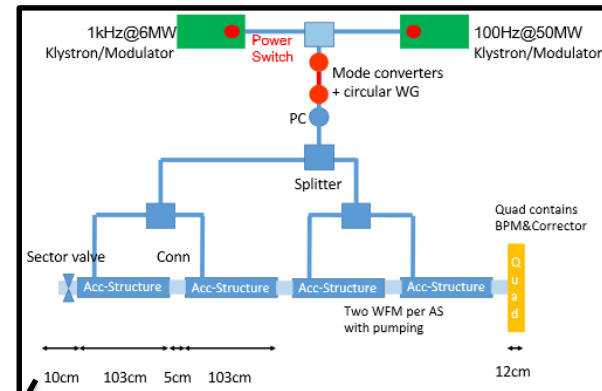 1kHz@6MW
Klystron/Modulator
Power
Switch
100Hz@50MW
Klystron/Modulator
Mode converters
+ circular WG
PC
Splitter
Quad contains
BPM&Corrector
Sector valve
Conn
Quad
Acc-Structure
Acc-Structure
Acc-Structure
Acc-Structure
Two WFM per AS
with pumping
10cm
103cm
5cm
103cm
12cm